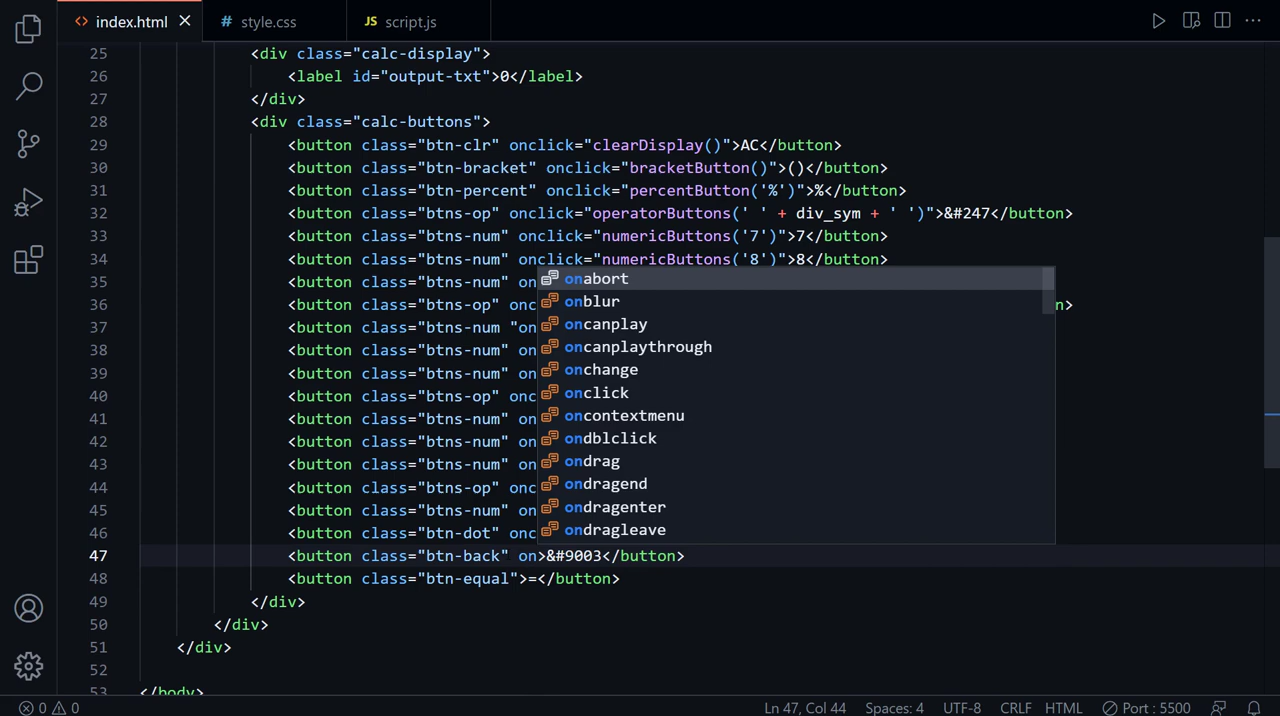 index.html
style.css
JS script.js
25 <div class="calc-display">
26 <label id="output-txt">0</label>
27 </div>
28 <div class="calc-buttons">
29 <button class="btn-clr" onclick="clearDisplay()">AC</button>
30 <button class="btn-bracket" onclick="bracketButton()">()</button>
31 <button class="btn-percent" onclick="percentButton('%')">%</button>
32 <button class="btns-op" onclick="operatorButtons(' ' + div_sym + ' ')">&#247</button>
33 <button class="btns-num" onclick="numericButtons('7')">7</button>
34 <button class="btns-num" onclick="numericButtons('8')">8</button>
35 <button class="btns-num" on
36 <button class="btns-op" onc n>
37 <button class="btns-num "on
38 <button class="btns-num" on
39 <button class="btns-num" on
40 <button class="btns-op" onc
41 <button class="btns-num" on
42 <button class="btns-num" on
43 <button class="btns-num" on
44 <button class="btns-op" onc
45 <button class="btns-num" on
46 <button class="btn-dot" onc
onabort
onblur
oncanplay
oncanplaythrough
onchange
onclick
oncontextmenu
ondblclick
ondrag
ondragend
ondragenter
ondragleave
47 <button class="btn-back" on>&#9003</button>
48 <button class="btn-equal">=</button>
49 </div>
50 </div>
51 </div>
52
53 </body>
0 0
Ln 47, Col 44
Spaces: 4
UTF-8
CRLF
HTML
Port : 5500